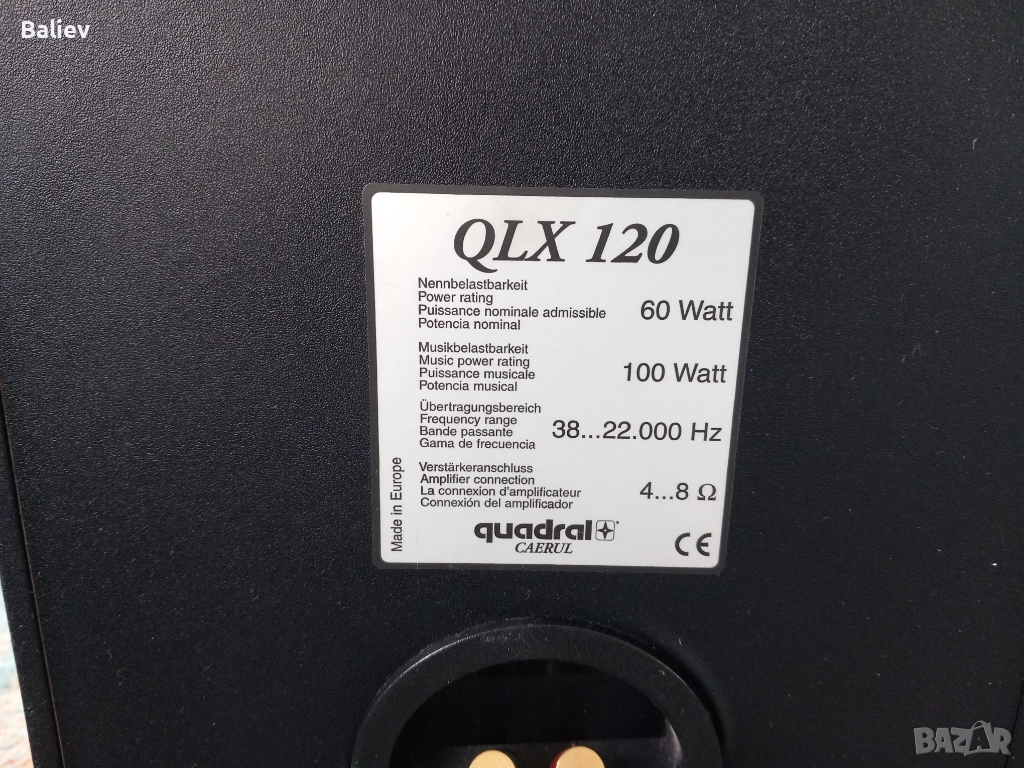 Baliev
QLX 120
Nennbelastbarkeit
Power rating
Puissance nominale admissible
Potencia nominal
60 Watt
Musikbelastbarkeit
Music power rating
Puissance musicale
Potencia musical
100 Watt
Übertragungsbereich
Frequency range
Bande passante
Gama de frecuencia
38...22.000 Hz
Verstärkeranschluss
Amplifier connection
La connexion d'amplificateur
Connexión del amplificador
4...8 Ω
Made in Europe
quadral
CAERUL
CE
BAZAR